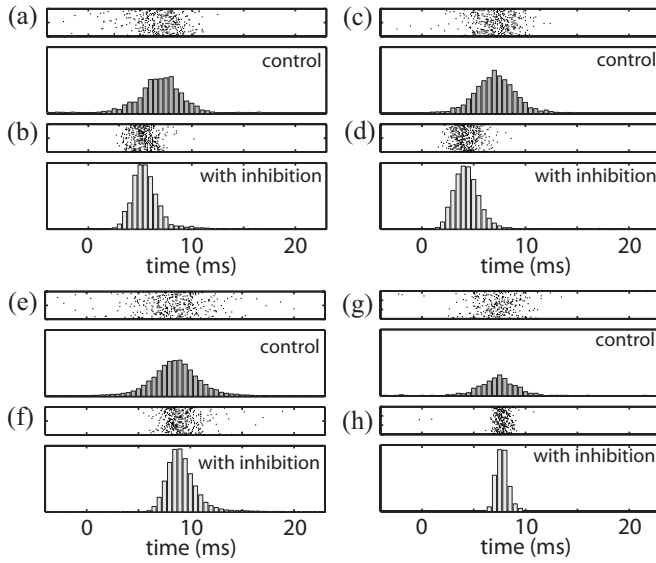 (a)
control
(b)
with inhibition
0 10 20
time (ms)
(c)
control
(d)
with inhibition
0 10 20
time (ms)
(e)
control
(f)
with inhibition
0 10 20
time (ms)
(g)
control
(h)
with inhibition
0 10 20
time (ms)